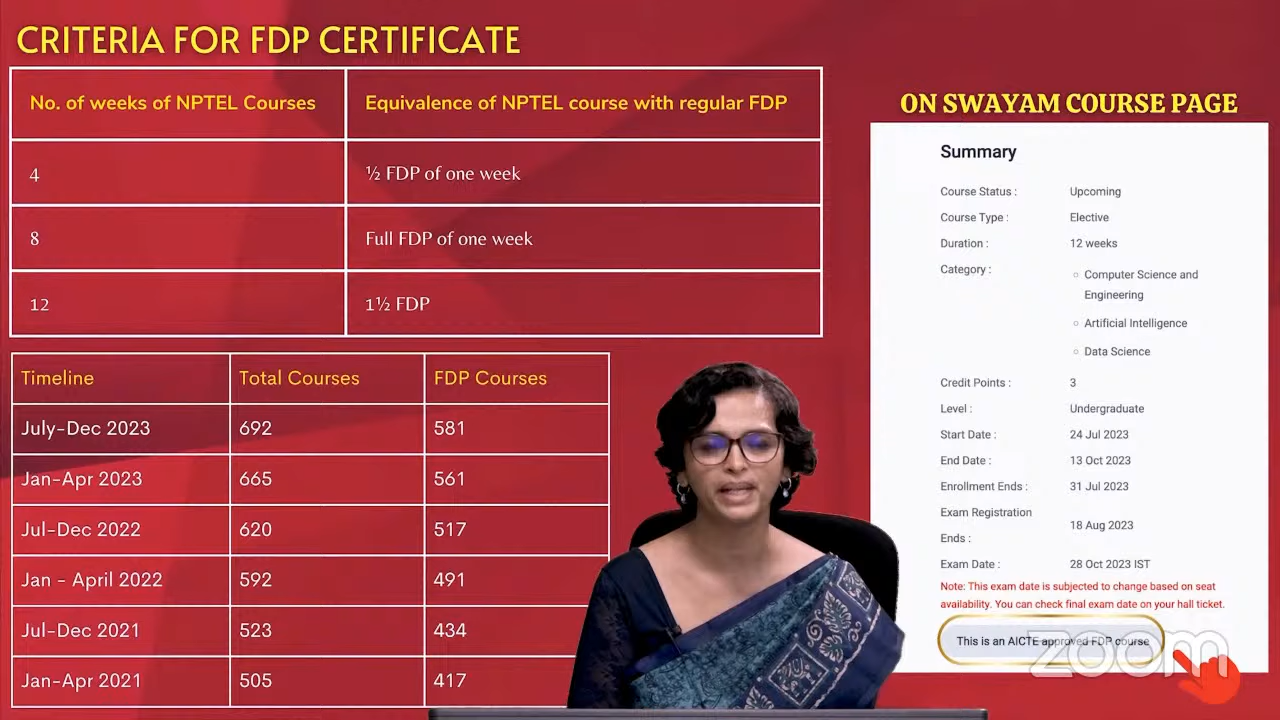 CRITERIA FOR FDP CERTIFICATE
No. of weeks of NPTEL Courses Equivalence of NPTEL course with regular FDP
4 ½ FDP of one week
8 Full FDP of one week
12 1½ FDP
Timeline Total Courses FDP Courses
July-Dec 2023 692 581
Jan-Apr 2023 665 561
Jul-Dec 2022 620 517
Jan - April 2022 592 491
Jul-Dec 2021 523 434
Jan-Apr 2021 505 417
ON SWAYAM COURSE PAGE
Summary
Course Status : Upcoming
Course Type : Elective
Duration : 12 weeks
Category : ○ Computer Science and
Engineering
○ Artificial Intelligence
○ Data Science
Credit Points : 3
Level : Undergraduate
Start Date : 24 Jul 2023
End Date : 13 Oct 2023
Enrollment Ends : 31 Jul 2023
Exam Registration
Ends : 18 Aug 2023
Exam Date : 28 Oct 2023 IST
Note: This exam date is subjected to change based on seat
availability. You can check final exam date on your hall ticket.
This is an AICTE approved FDP course
zoom